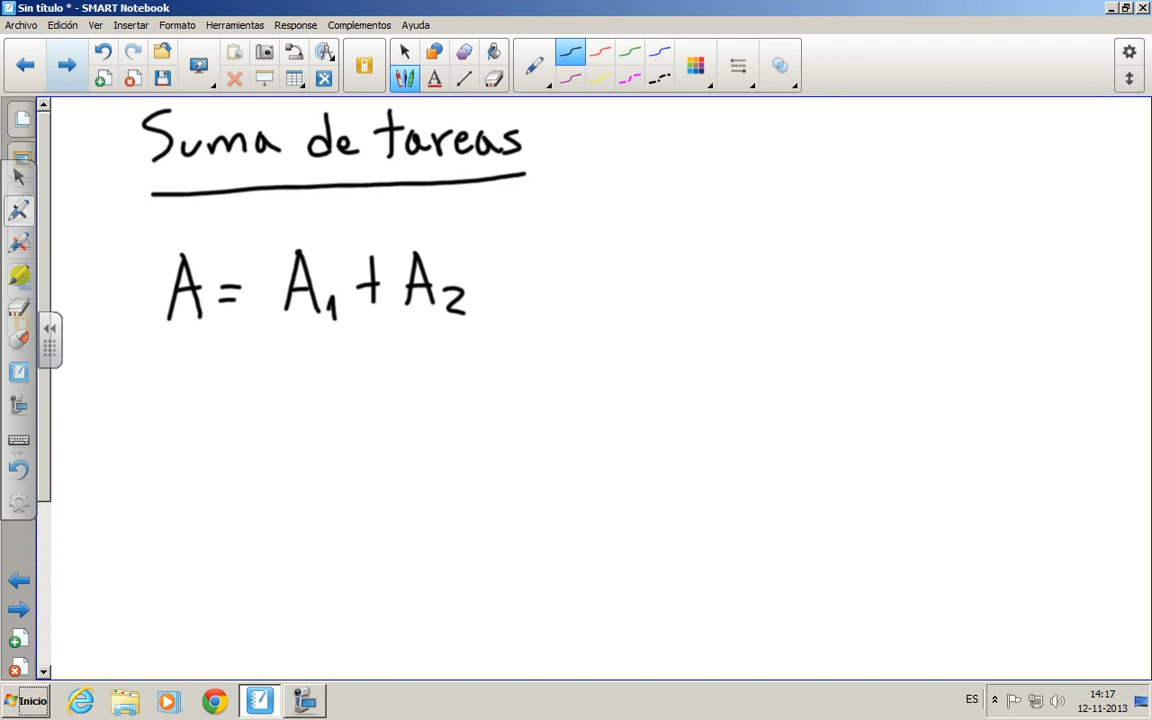 Sin título * - SMART Notebook
Archivo Edición Ver Insertar Formato Herramientas Response Complementos Ayuda
Suma de tareas
A = A1 + A2
Inicio
ES
14:17
12-11-2013